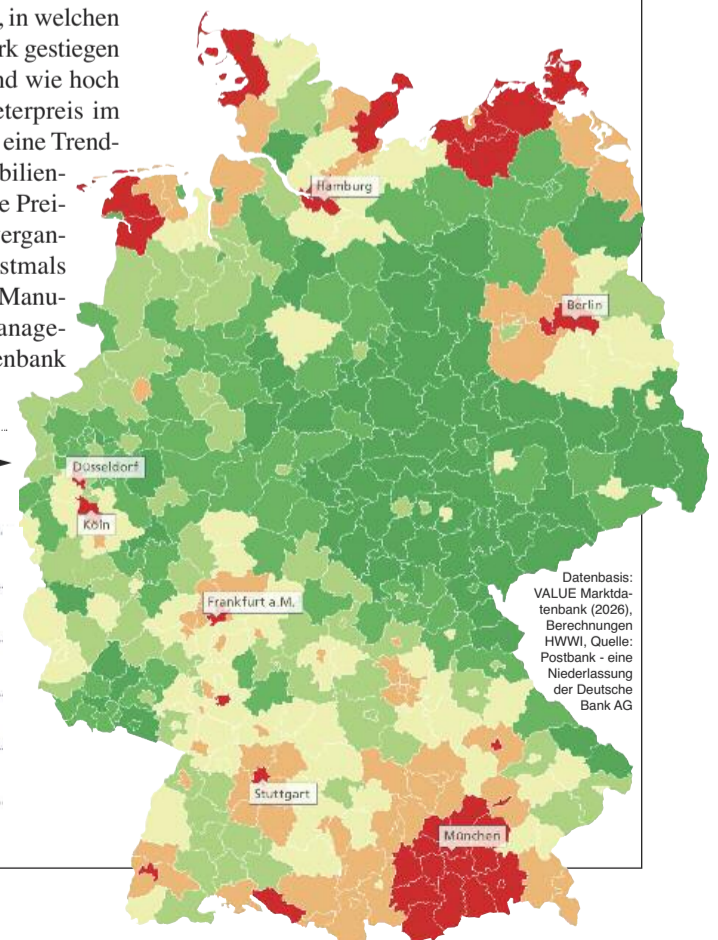 , in welchen
rk gestiegen
nd wie hoch
eterpreis im
eine Trend-
bilien-
e Prei-
vergan-
stmals
Manu-
anage-
enbank
Hamburg
Berlin
Düsseldorf
Köln
Frankfurt a.M.
Datenbasis:
VALUE Marktda-
tenbank (2026),
Berechnungen
HWWI, Quelle:
Postbank - eine
Niederlassung
der Deutsche
Bank AG
Stuttgart
München